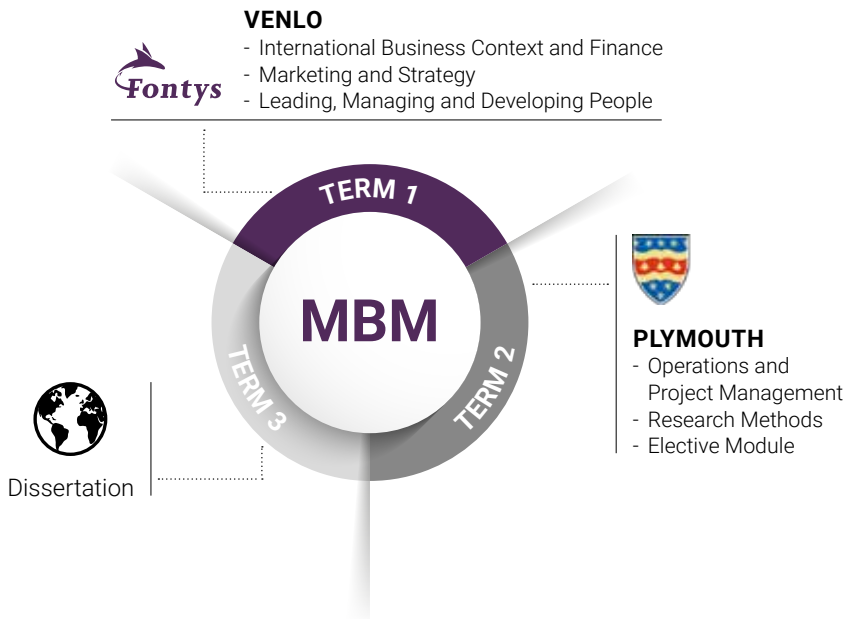 VENLO
- International Business Context and Finance
- Marketing and Strategy
- Leading, Managing and Developing People
Fontys
TERM 1
MBM
TERM 2
TERM 3
PLYMOUTH
- Operations and
Project Management
- Research Methods
- Elective Module
Dissertation